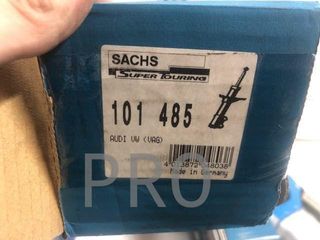 SACHS
SUPER TOURING
101 485
AUDI VW (VAG)
Made in Germany
PRO